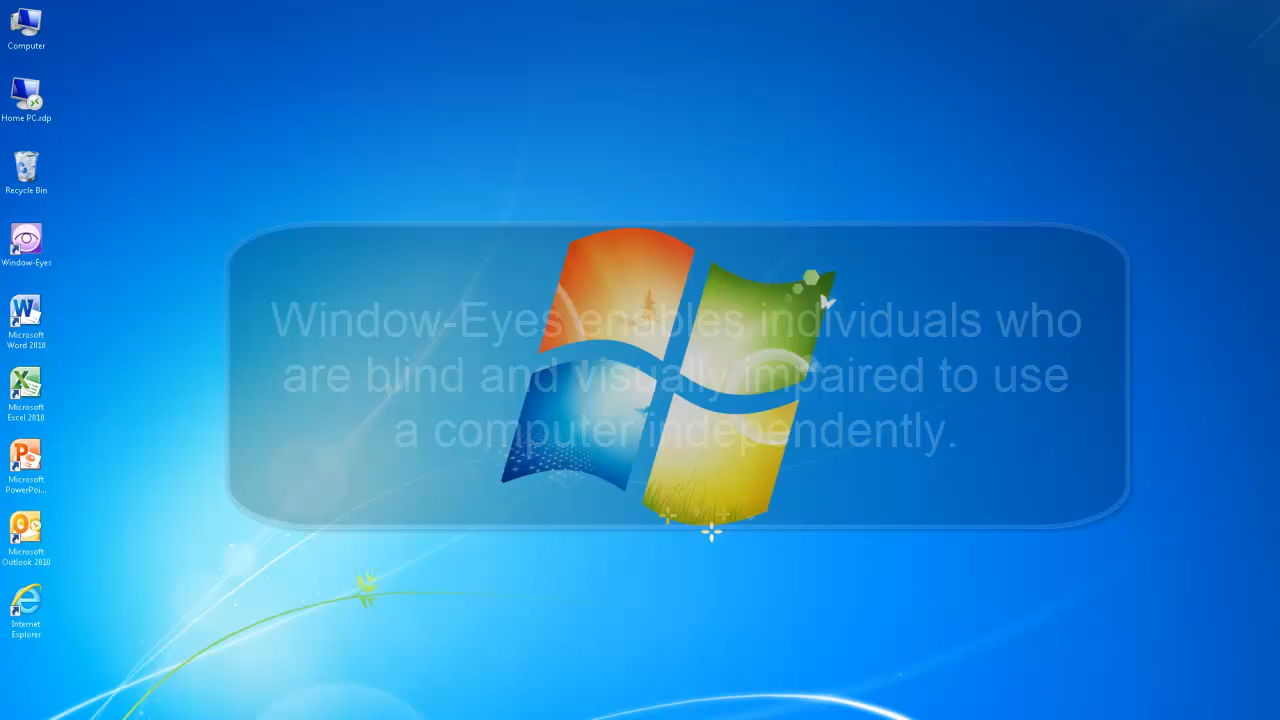 Computer
Home PC.rdp
Recycle Bin
Window-Eyes
Microsoft
Word 2010
Microsoft
Excel 2010
Microsoft
PowerPoi...
Microsoft
Outlook 2010
Internet
Explorer
Window-Eyes enables individuals who
are blind and visually impaired to use
a computer independently.